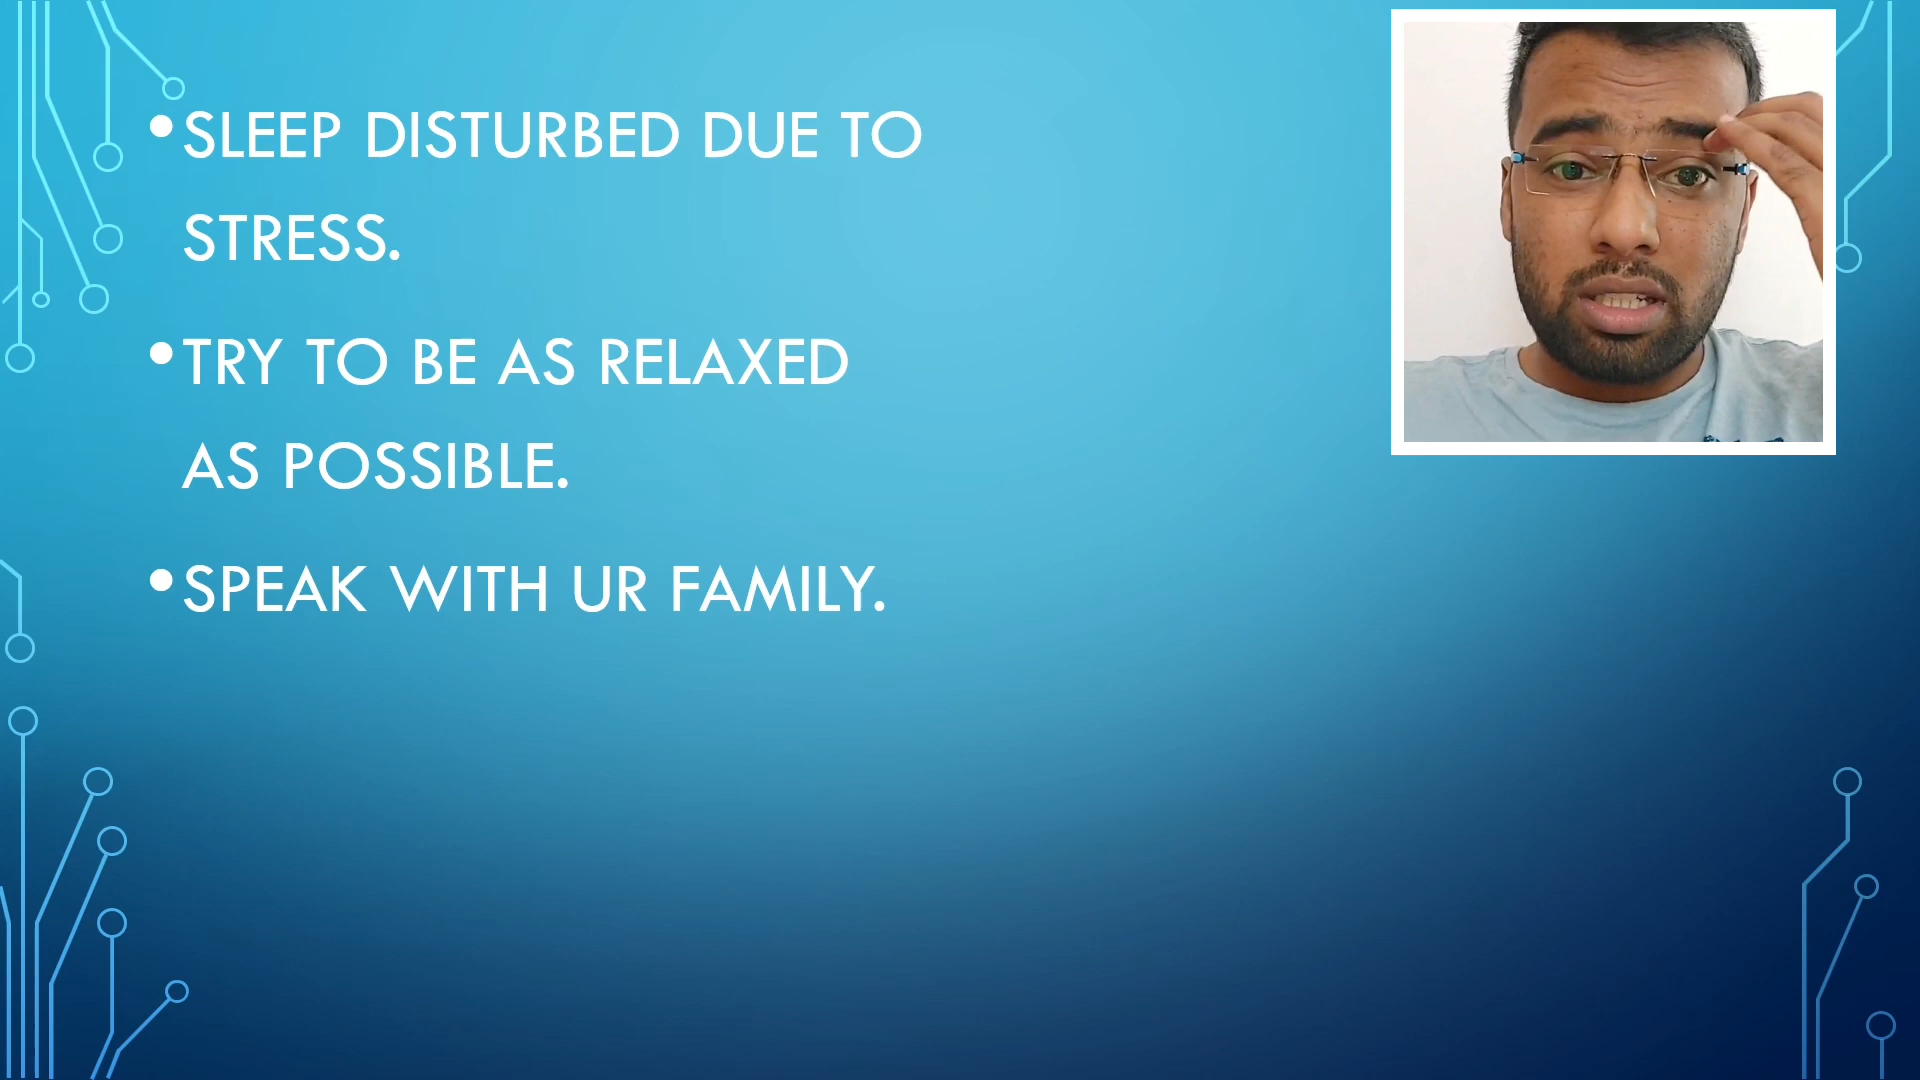 • SLEEP DISTURBED DUE TO
STRESS.
• TRY TO BE AS RELAXED
AS POSSIBLE.
• SPEAK WITH UR FAMILY.